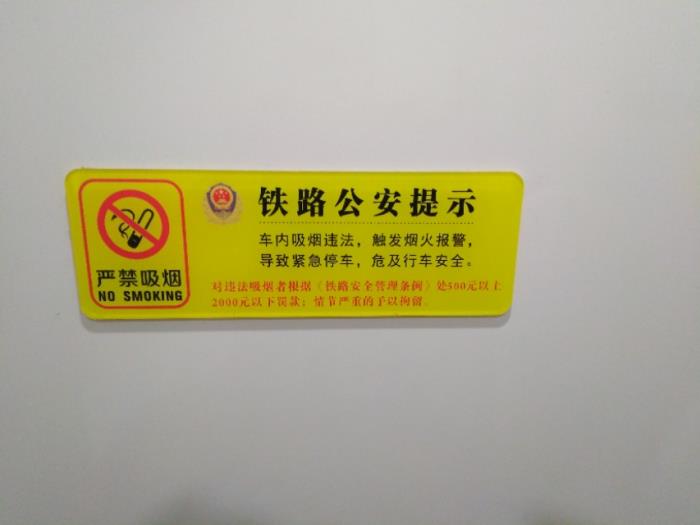 严禁吸烟
NO SMOKING
铁路公安提示
车内吸烟违法，触发烟火报警，
导致紧急停车，危及行车安全。
对违法吸烟者根据《铁路安全管理条例》处500元以上
2000元以下罚款；情节严重的予以拘留。